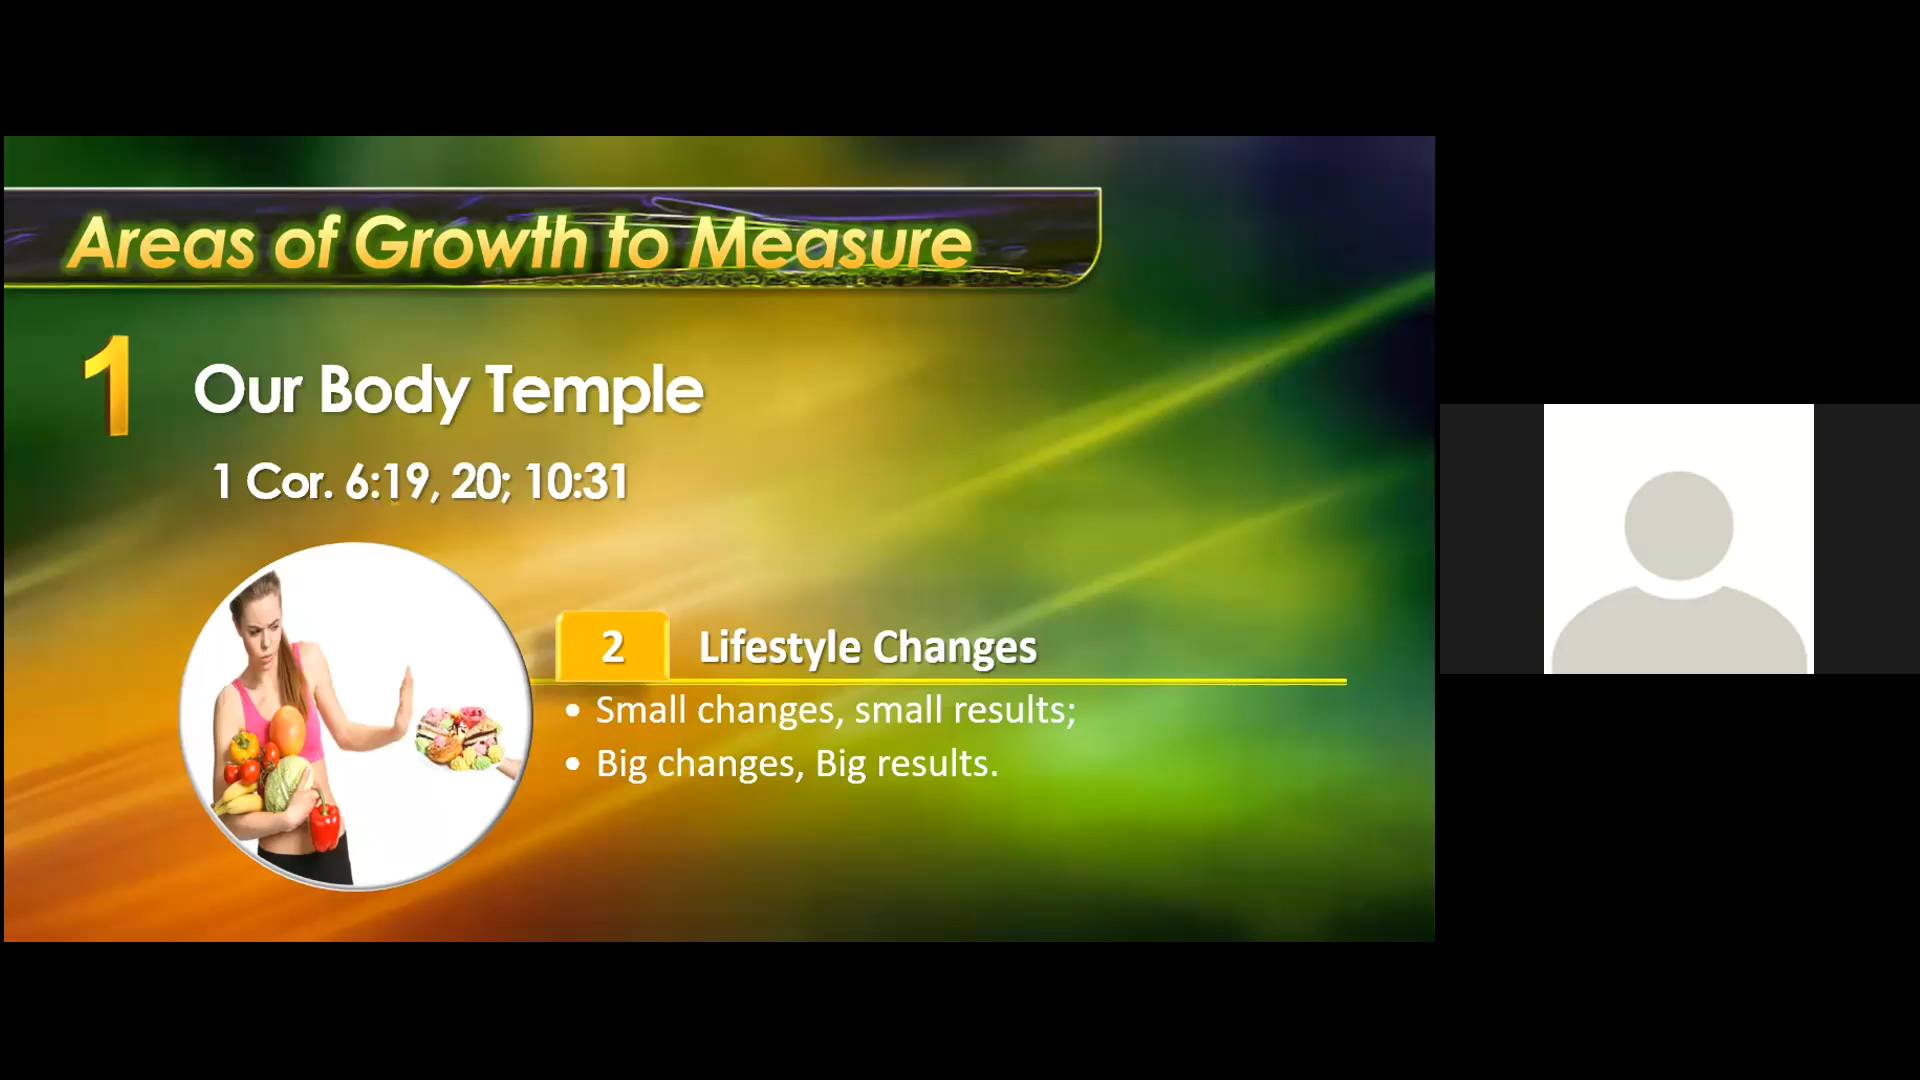 Areas of Growth to Measure
1 Our Body Temple
1 Cor. 6:19, 20; 10:31
2 Lifestyle Changes
• Small changes, small results;
• Big changes, Big results.